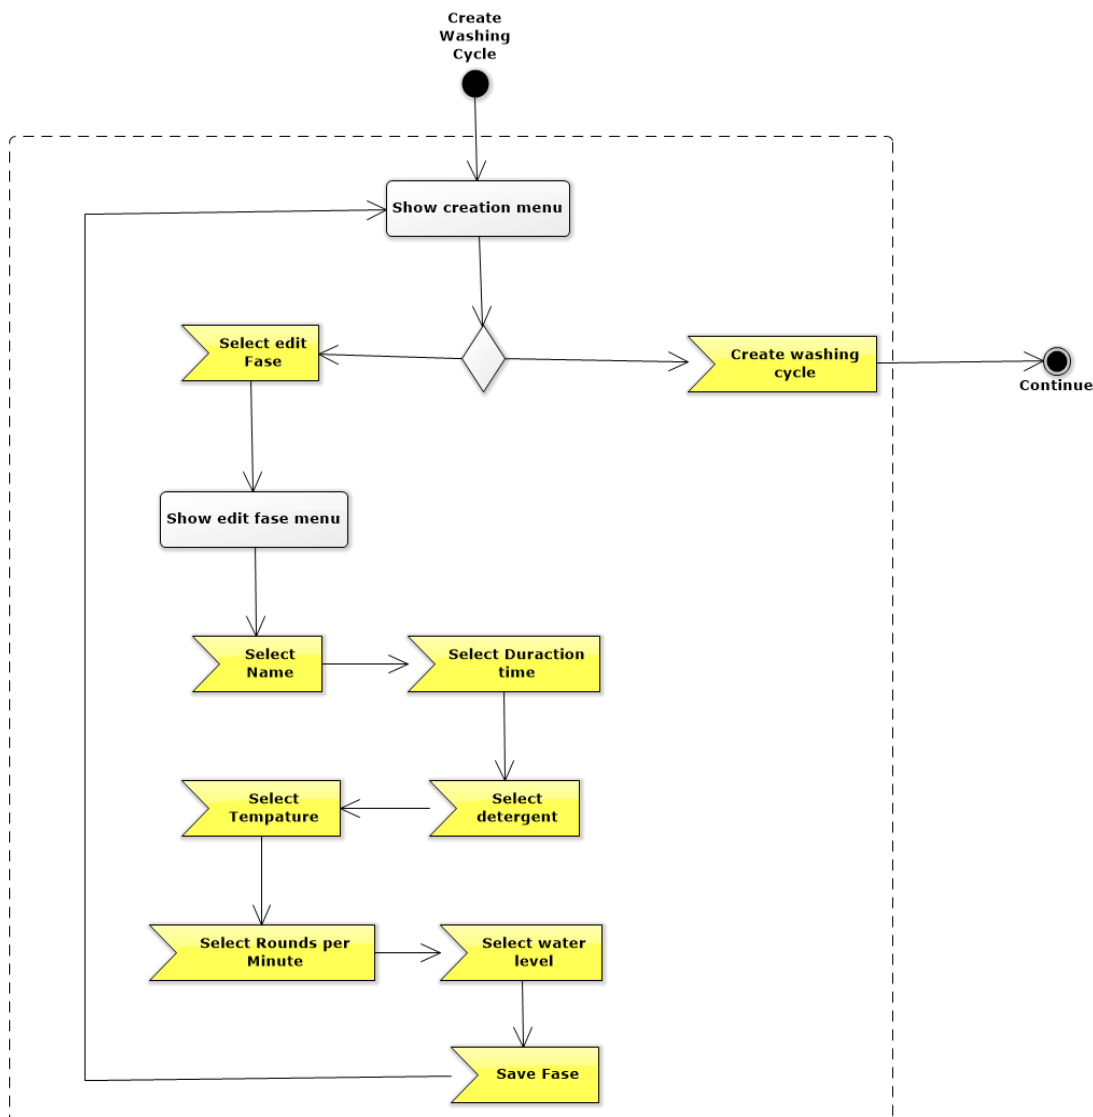 Create
Washing
Cycle
Show creation menu
Select edit
Fase
Create washing
cycle
Continue
Show edit fase menu
Select
Name
Select Duraction
time
Select
Tempature
Select
detergent
Select Rounds per
Minute
Select water
level
Save Fase